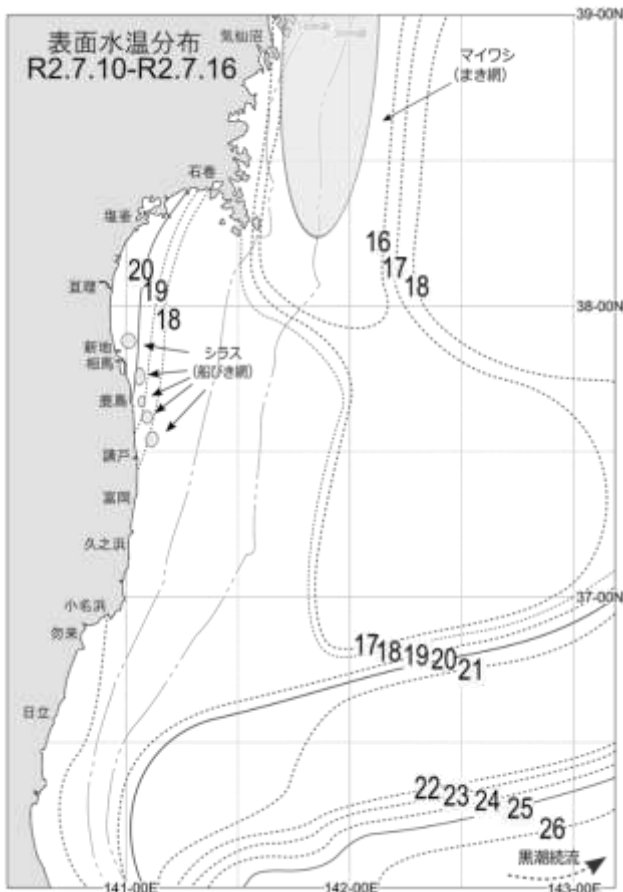 39-00N
表面水温分布
R2.7.10-R2.7.16
気仙沼
マイワシ
(まき網)
石巻
塩釜
16
17
18
20
19
18
亘理
38-00N
新地
相馬
シラス
(船びき網)
鹿島
請戸
富岡
久之浜
37-00N
小名浜
勿来
17
18
19
20
21
日立
22
23
24
25
26
黒潮続流
141-00E
142-00E
143-00E